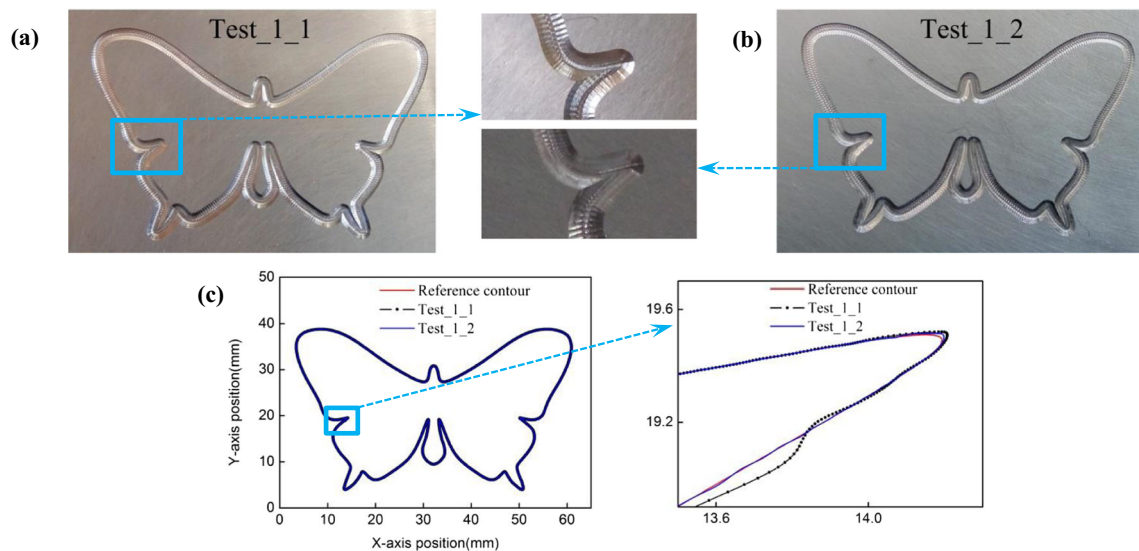 (a)
Test_1_1
(b)
Test_1_2
(c)
50
40
30
20
10
0
Y-axis position(mm)
Reference contour
Test_1_1
Test_1_2
0 10 20 30 40 50 60
X-axis position(mm)
Reference contour
Test_1_1
Test_1_2
19.6
19.2
13.6 14.0